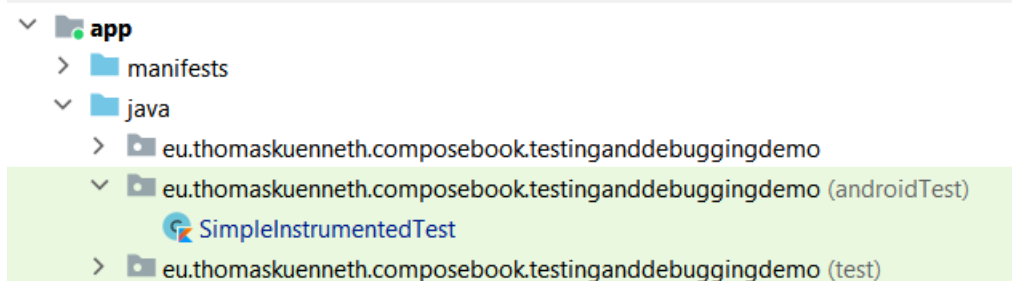 app
manifests
java
eu.thomaskuenneth.composebook.testinganddebuggingdemo
eu.thomaskuenneth.composebook.testinganddebuggingdemo (androidTest)
SimpleInstrumentedTest
eu.thomaskuenneth.composebook.testinganddebuggingdemo (test)